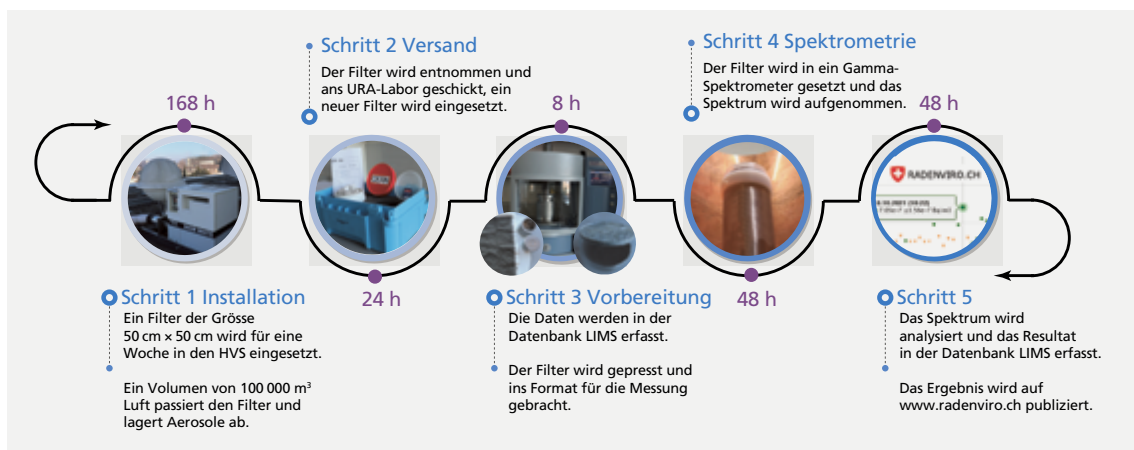 168 h
Schritt 1 Installation
Ein Filter der Grösse
50 cm × 50 cm wird für eine
Woche in den HVS eingesetzt.
Ein Volumen von 100 000 m³
Luft passiert den Filter und
lagert Aerosole ab.
Schritt 2 Versand
Der Filter wird entnommen und
ans URA-Labor geschickt, ein
neuer Filter wird eingesetzt.
24 h
8 h
Schritt 3 Vorbereitung
Die Daten werden in der
Datenbank LIMS erfasst.
Der Filter wird gepresst und
ins Format für die Messung
gebracht.
Schritt 4 Spektrometrie
Der Filter wird in ein Gamma-
Spektrometer gesetzt und das
Spektrum wird aufgenommen.
48 h
48 h
RADENVIRO.CH
Schritt 5
Das Spektrum wird
analysiert und das Resultat
in der Datenbank LIMS erfasst.
Das Ergebnis wird auf
www.radenviro.ch publiziert.